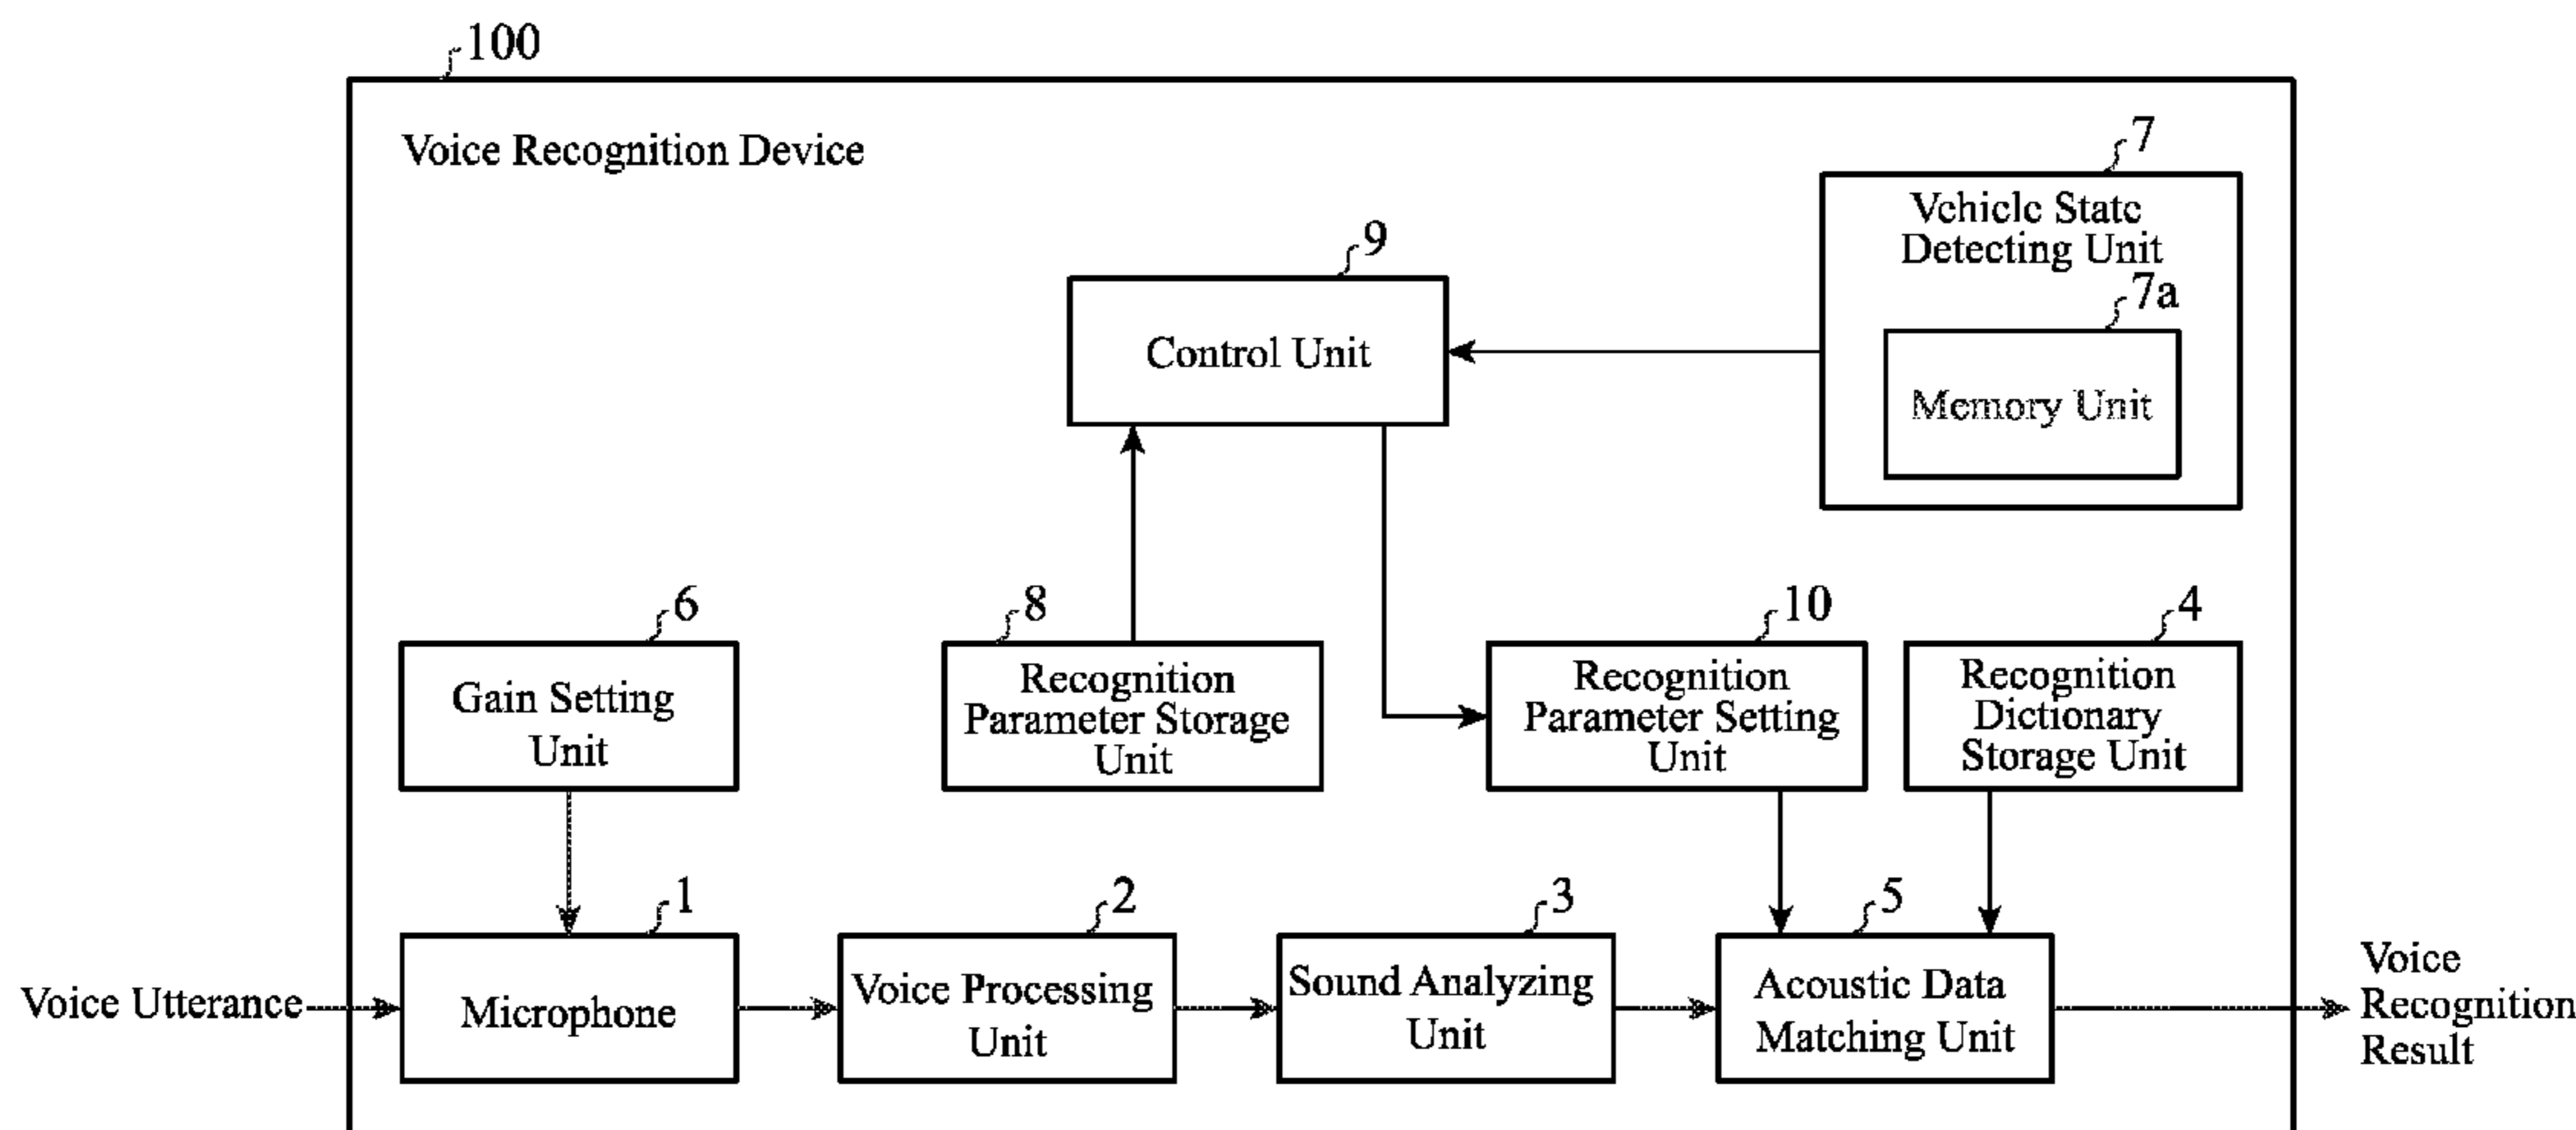 100
Voice Recognition Device
7
Vehicle State
Detecting Unit
7a
Memory Unit
9
Control Unit
6
Gain Setting
Unit
8
Recognition
Parameter Storage
Unit
10
Recognition
Parameter Setting
Unit
4
Recognition
Dictionary
Storage Unit
Voice Utterance
1
Microphone
2
Voice Processing
Unit
3
Sound Analyzing
Unit
5
Acoustic Data
Matching Unit
Voice
Recognition
Result